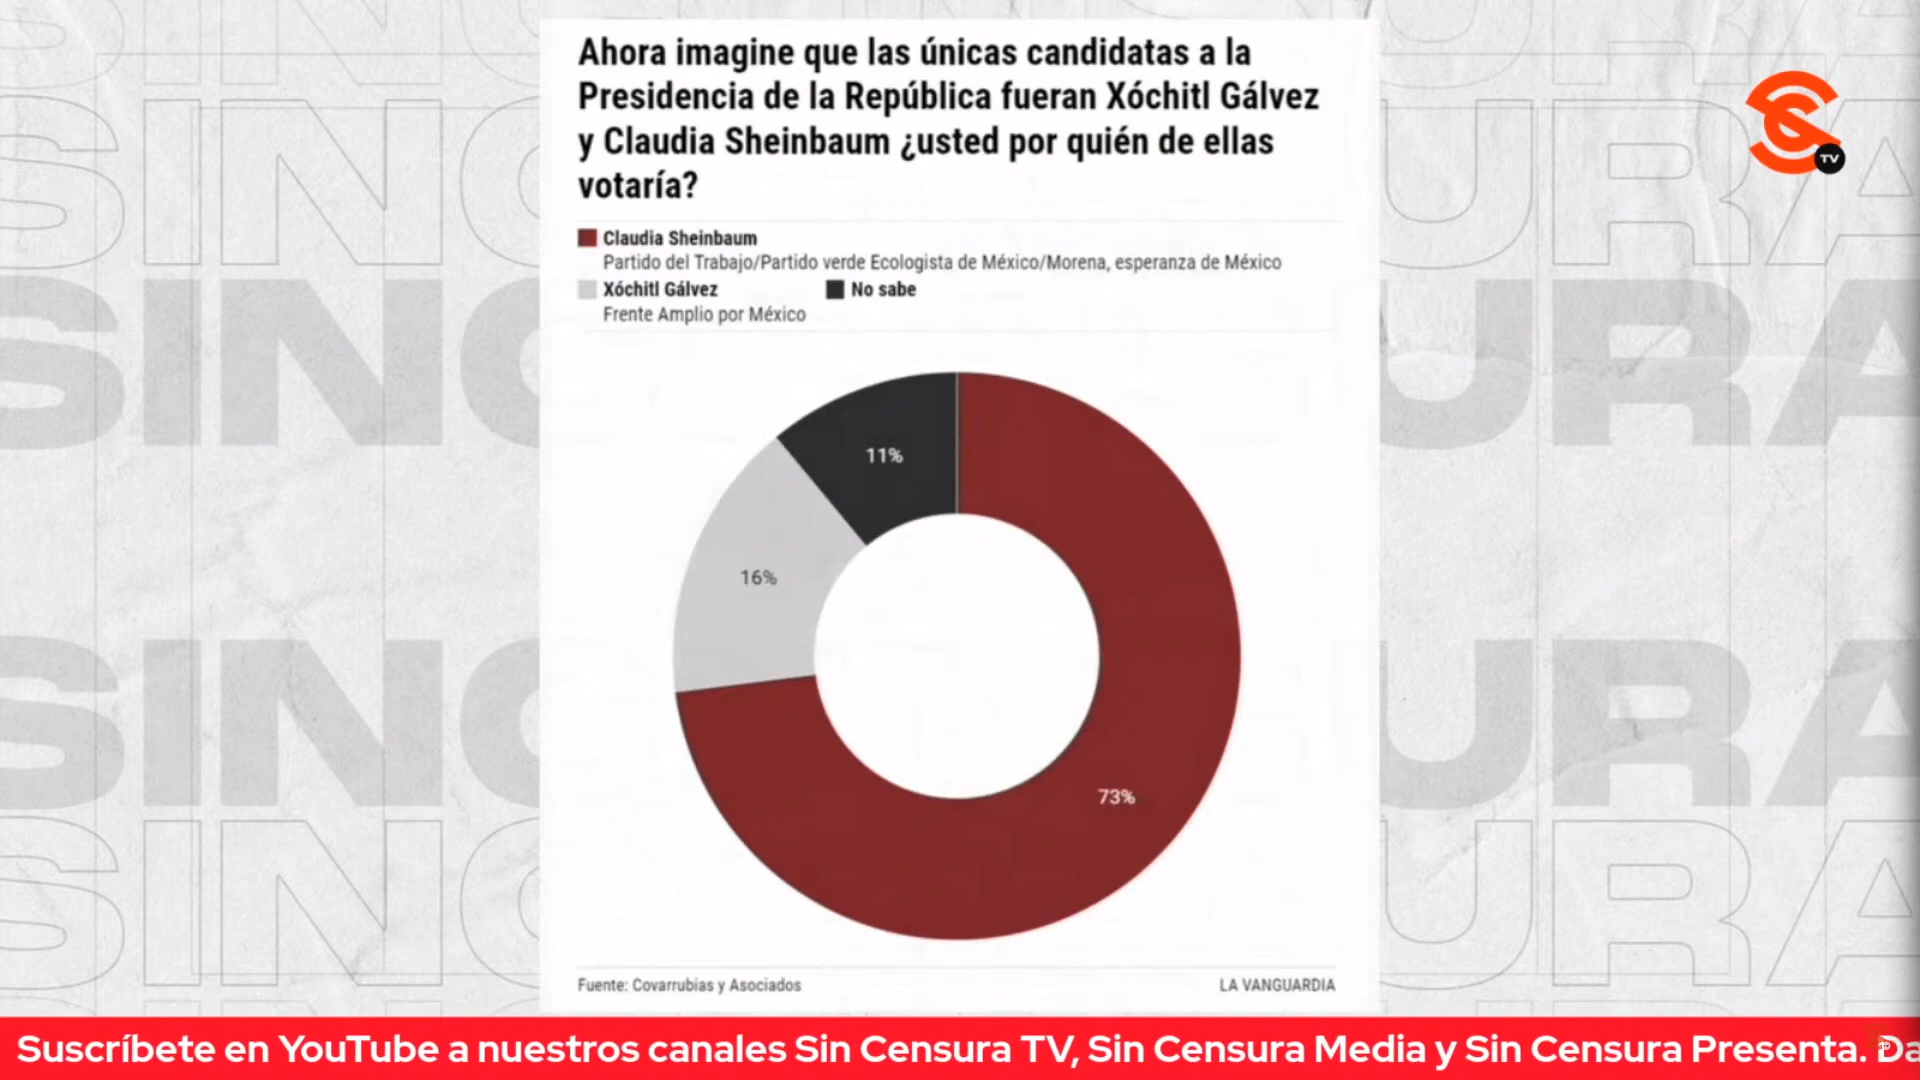 Ahora imagine que las únicas candidatas a la
Presidencia de la República fueran Xóchitl Gálvez
y Claudia Sheinbaum ¿usted por quién de ellas
votaría?
Claudia Sheinbaum
Partido del Trabajo/Partido verde Ecologista de México/Morena, esperanza de México
Xóchitl Gálvez No sabe
Frente Amplio por México
TV
11%
16%
73%
Fuente: Covarrubias y Asociados LA VANGUARDIA
Suscríbete en YouTube a nuestros canales Sin Censura TV, Sin Censura Media y Sin Censura Presenta. Da